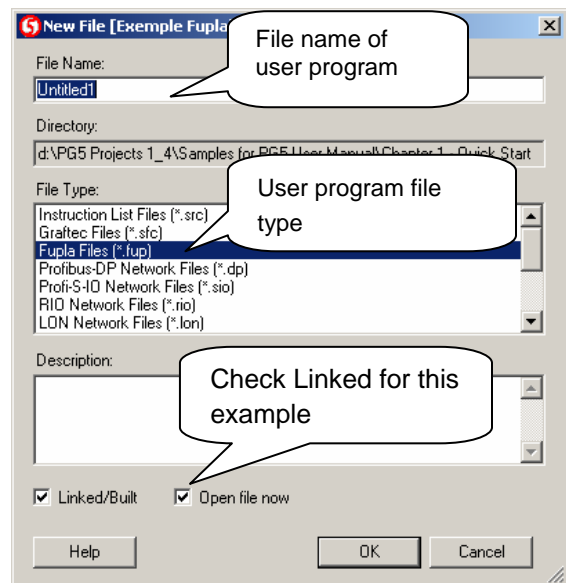 New File [Exemple Fupla
File name of
user program
File Name:
Untitled1
Directory:
d:\PG5 Projects 1_4\Samples for PG5 User Manual\Chapter 1 - Quick Start
File Type:
User program file
type
Instruction List Files (*.src)
Graftec Files (*.sfc)
Fupla Files (*.fup)
Profibus-DP Network Files (*.dp)
Profi-S-IO Network Files (*.sio)
RIO Network Files (*.rio)
LON Network Files (*.lon)
Description:
Check Linked for this
example
Linked/Built
Open file now
Help
OK
Cancel